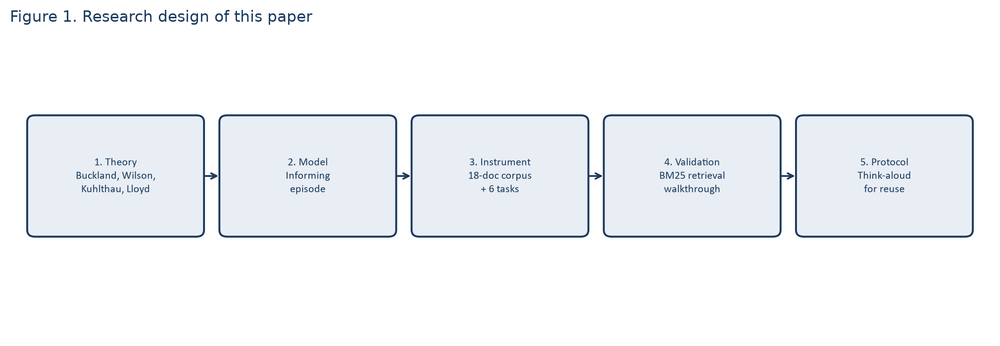 Figure 1. Research design of this paper
1. Theory
Buckland, Wilson,
Kuhlthau, Lloyd
2. Model
Informing
episode
3. Instrument
18-doc corpus
+ 6 tasks
4. Validation
BM25 retrieval
walkthrough
5. Protocol
Think-aloud
for reuse